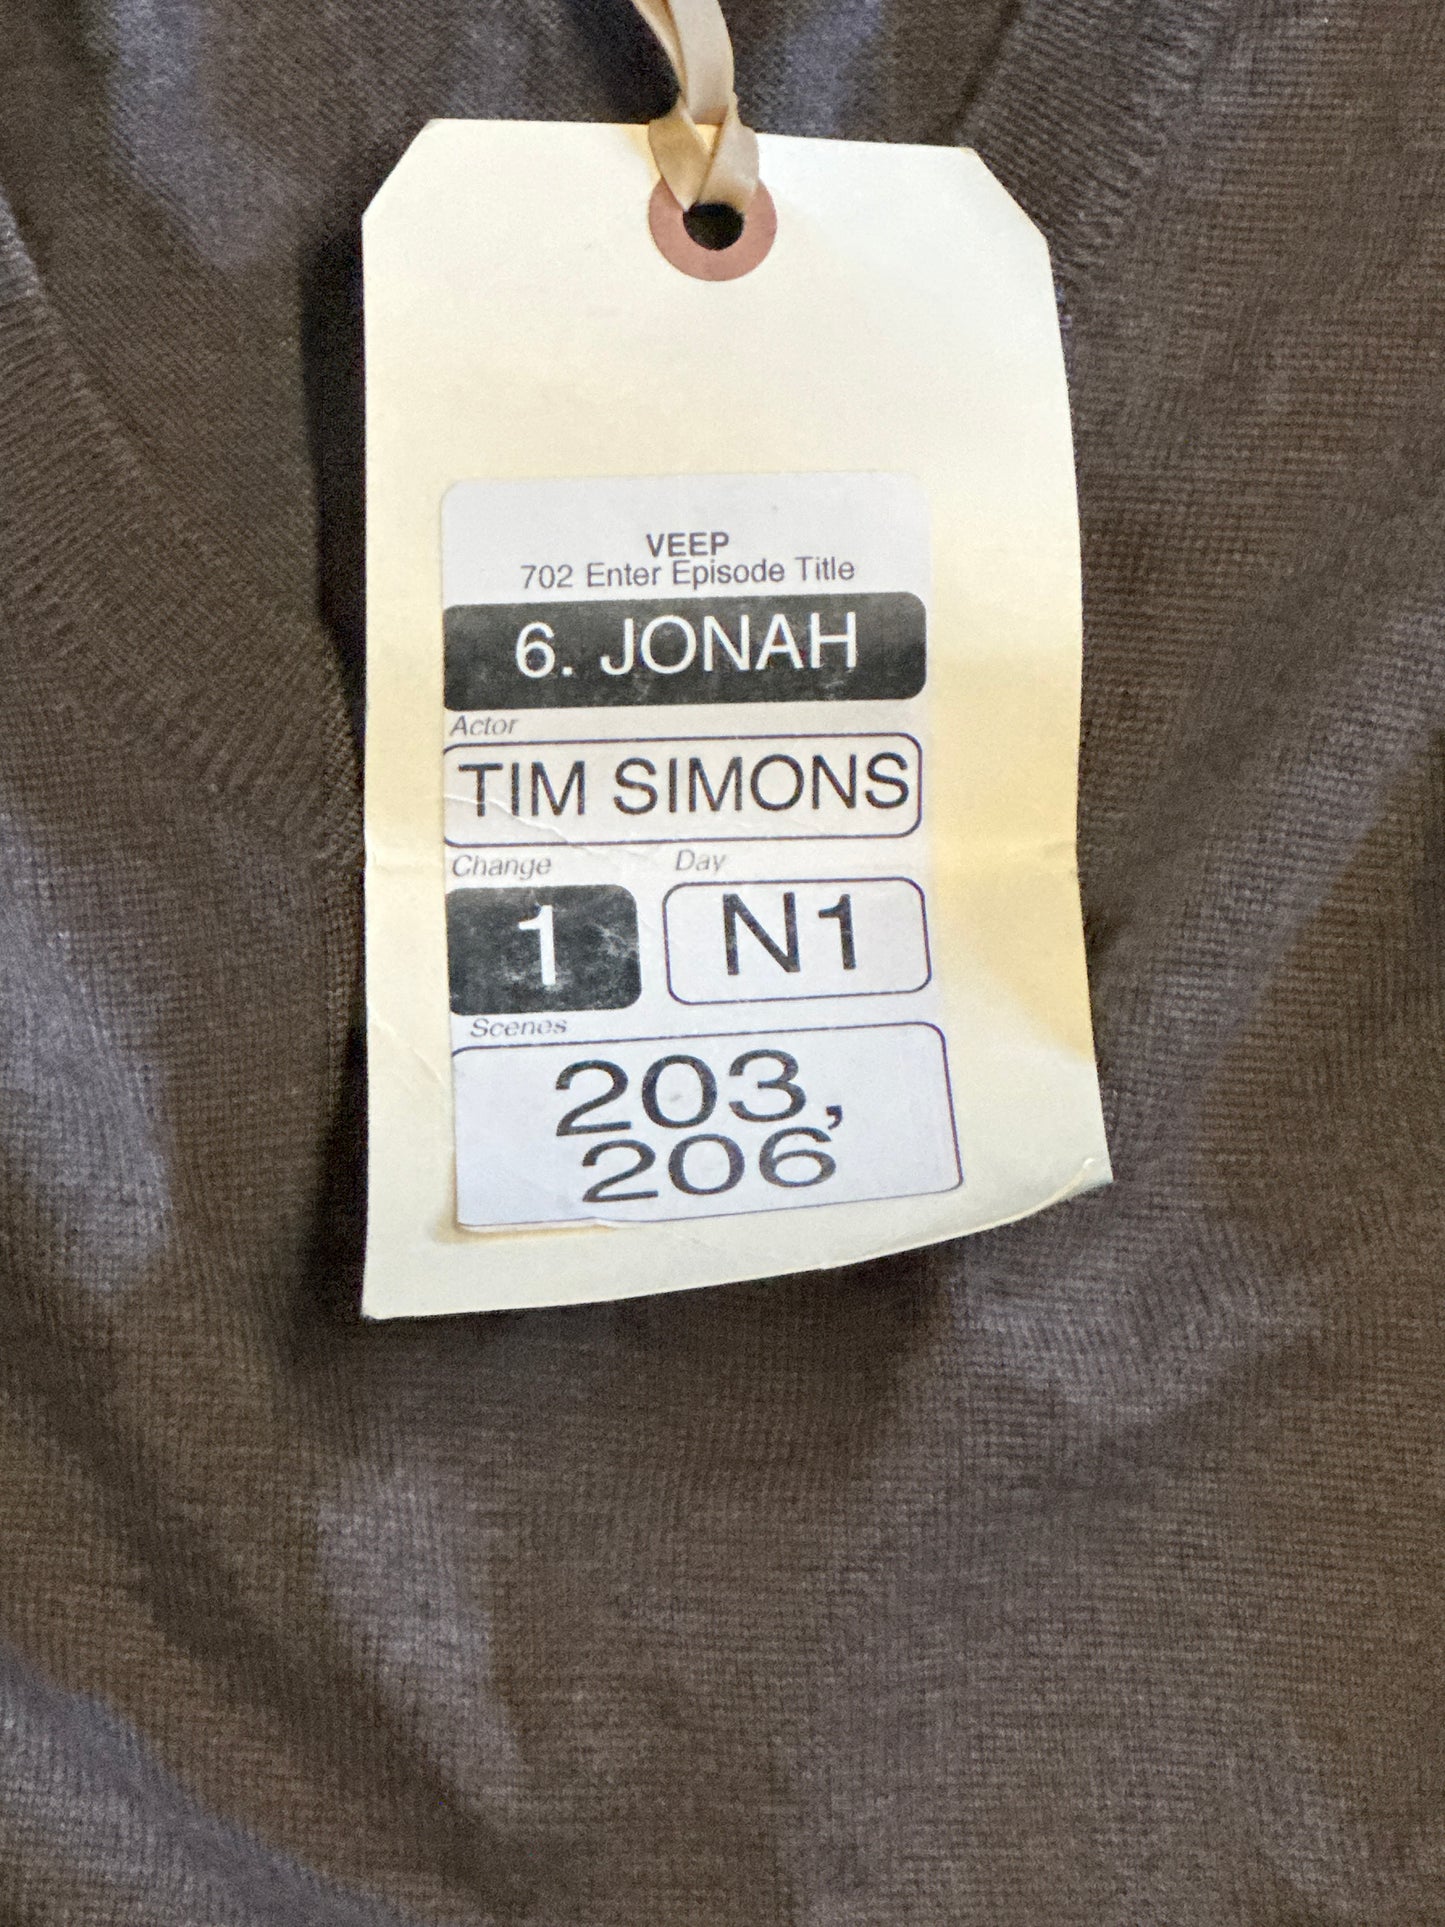 VEEP
702 Enter Episode Title
6. JONAH
Actor
TIM SIMONS
Change Day
1 N1
Scenes
203,
206